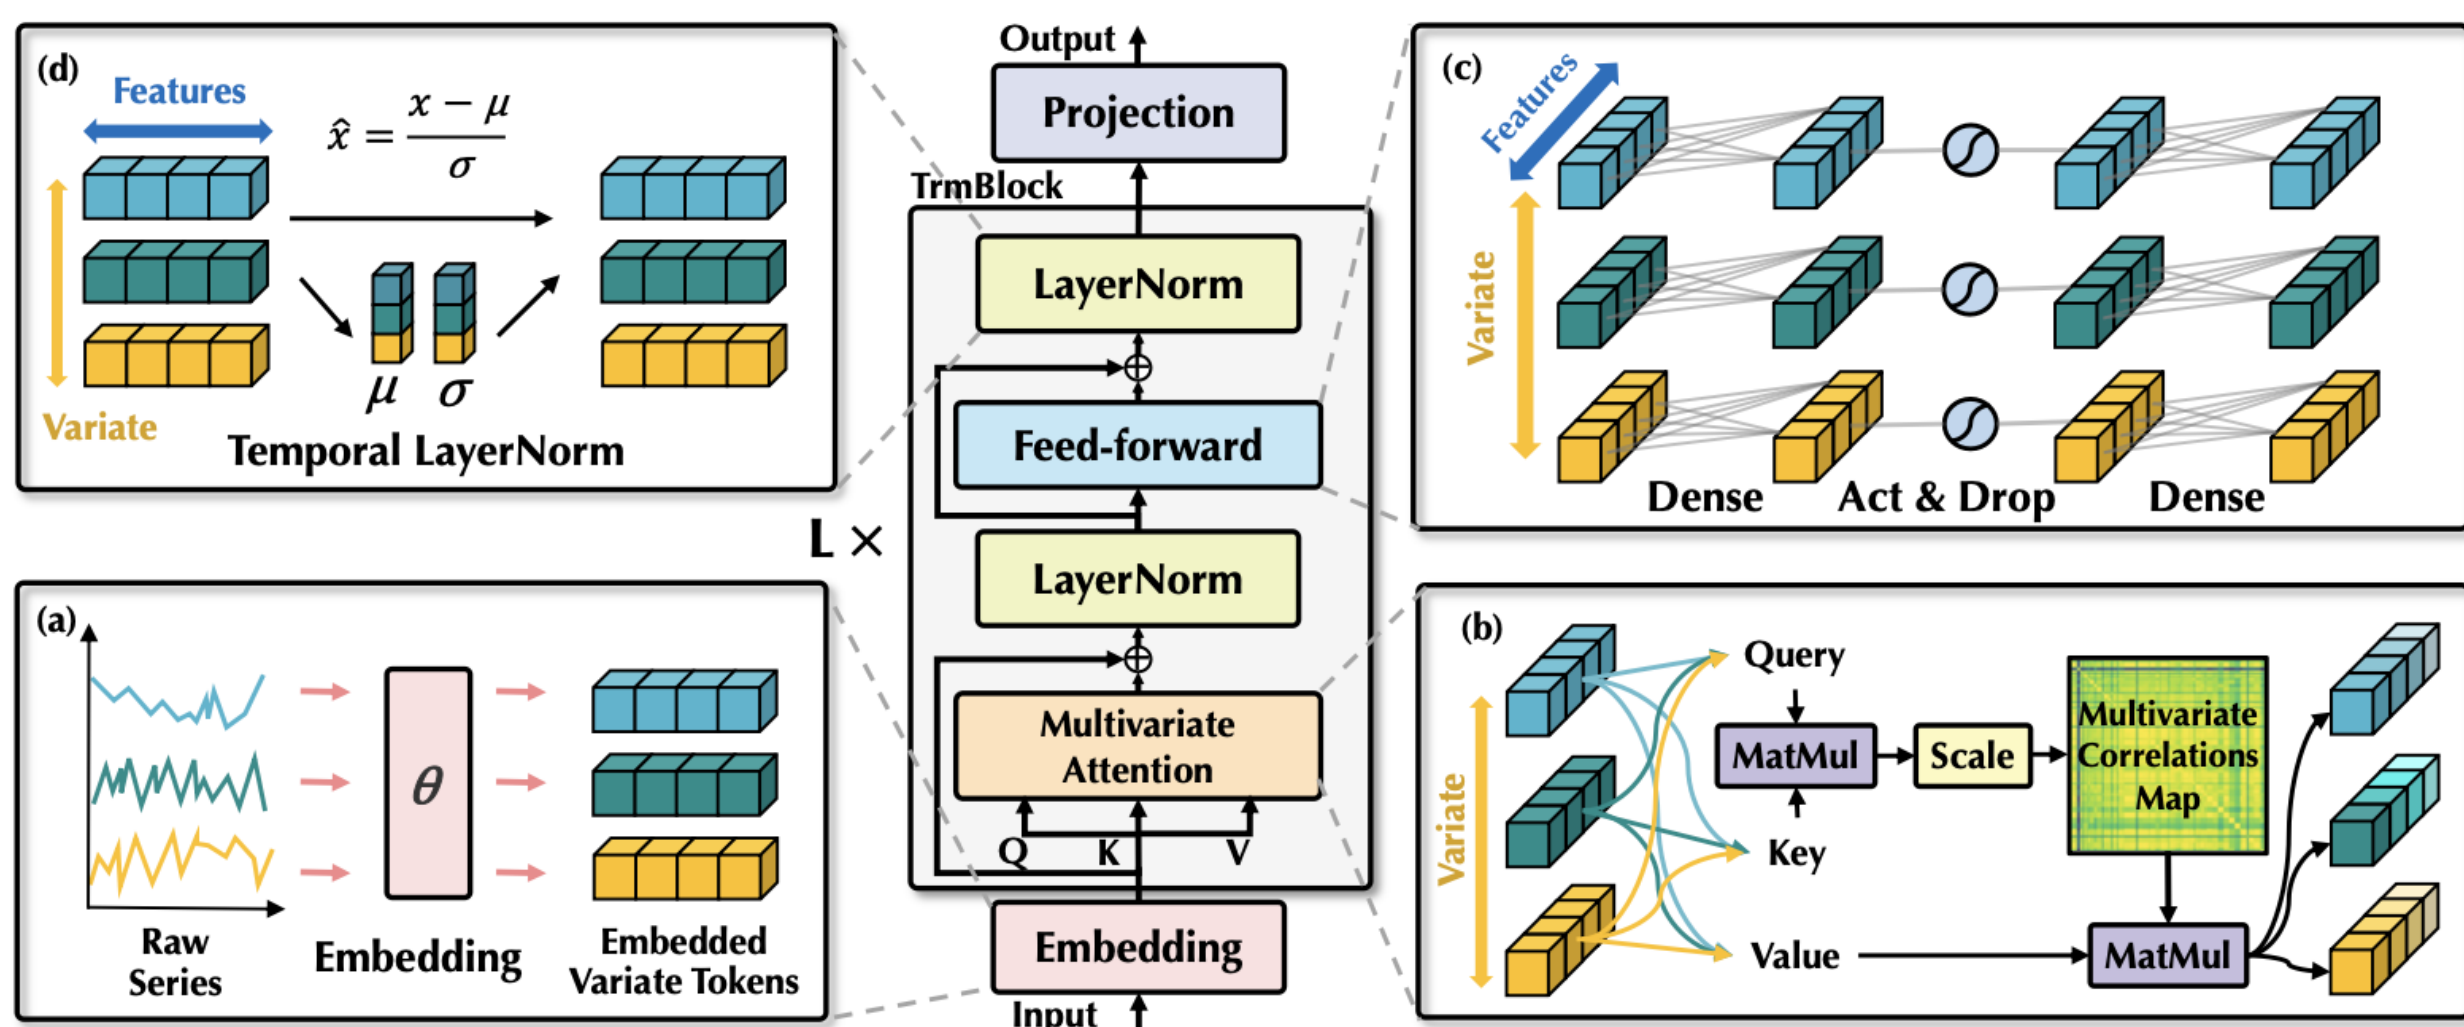 (d)
Features
x̂ = (x − μ) / σ
μ σ
Variate
Temporal LayerNorm
(a)
θ
Raw
Series
Embedding
Embedded
Variate Tokens
Output
Projection
TrmBlock
LayerNorm
Feed-forward
L ×
LayerNorm
Multivariate
Attention
Q K V
Embedding
Input
(c)
Features
Variate
Dense Act & Drop Dense
(b)
Variate
Query
MatMul
Scale
Multivariate
Correlations
Map
Key
Value
MatMul